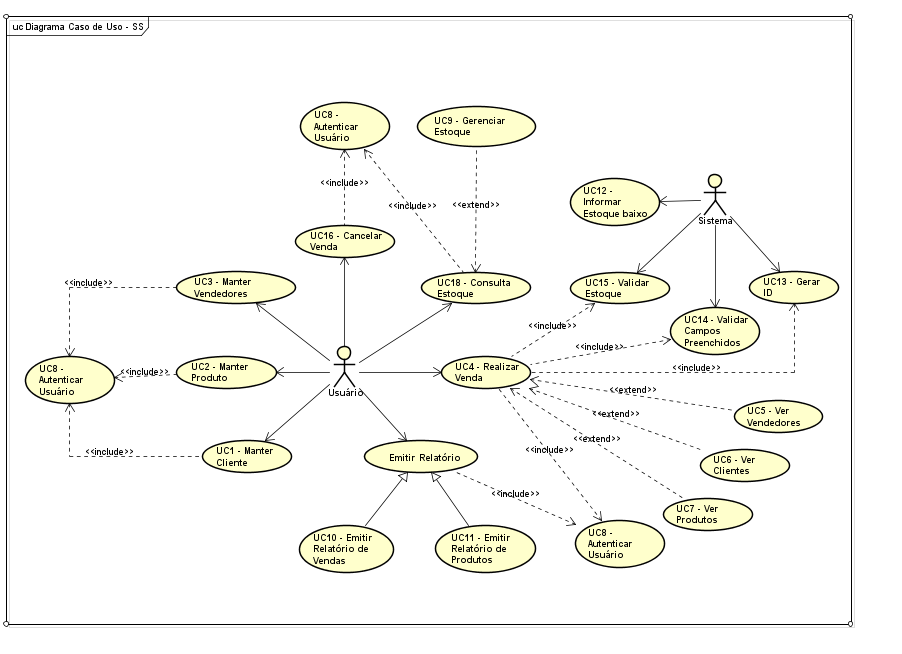 uc Diagrama Caso de Uso - SS
UC8 -
Autenticar
Usuário
UC9 - Gerenciar
Estoque
<<include>>
<<include>>
<<extend>>
UC12 -
Informar
Estoque baixo
Sistema
UC16 - Cancelar
Venda
UC3 - Manter
Vendedores
<<include>>
UC18 - Consulta
Estoque
UC15 - Validar
Estoque
UC13 - Gerar
ID
UC14 - Validar
Campos
Preenchidos
<<include>>
<<include>>
<<include>>
UC8 -
Autenticar
Usuário
<<include>>
UC2 - Manter
Produto
Usuário
UC4 - Realizar
Venda
<<extend>>
UC5 - Ver
Vendedores
<<extend>>
<<extend>>
<<include>>
UC6 - Ver
Clientes
<<include>>
UC1 - Manter
Cliente
Emitir Relatório
<<include>>
UC7 - Ver
Produtos
UC10 - Emitir
Relatório de
Vendas
UC11 - Emitir
Relatório de
Produtos
UC8 -
Autenticar
Usuário